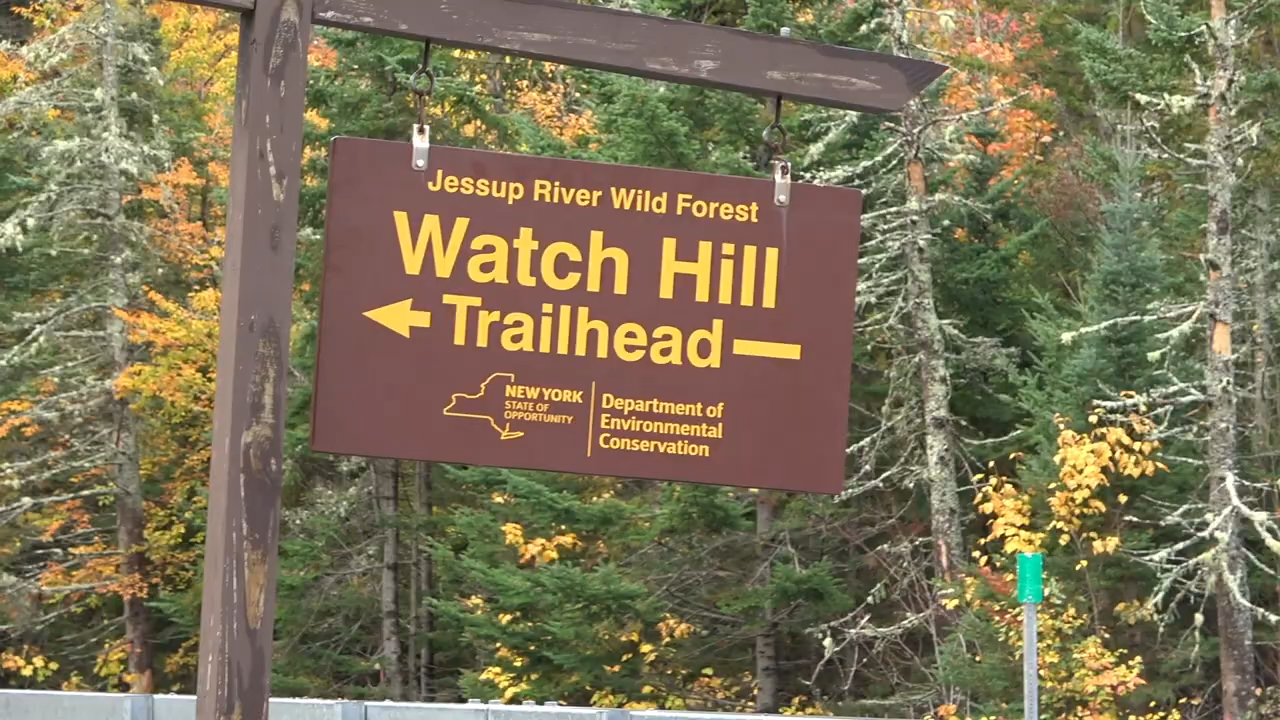 Jessup River Wild Forest
Watch Hill
Trailhead
NEW YORK
STATE OF
OPPORTUNITY
Department of
Environmental
Conservation